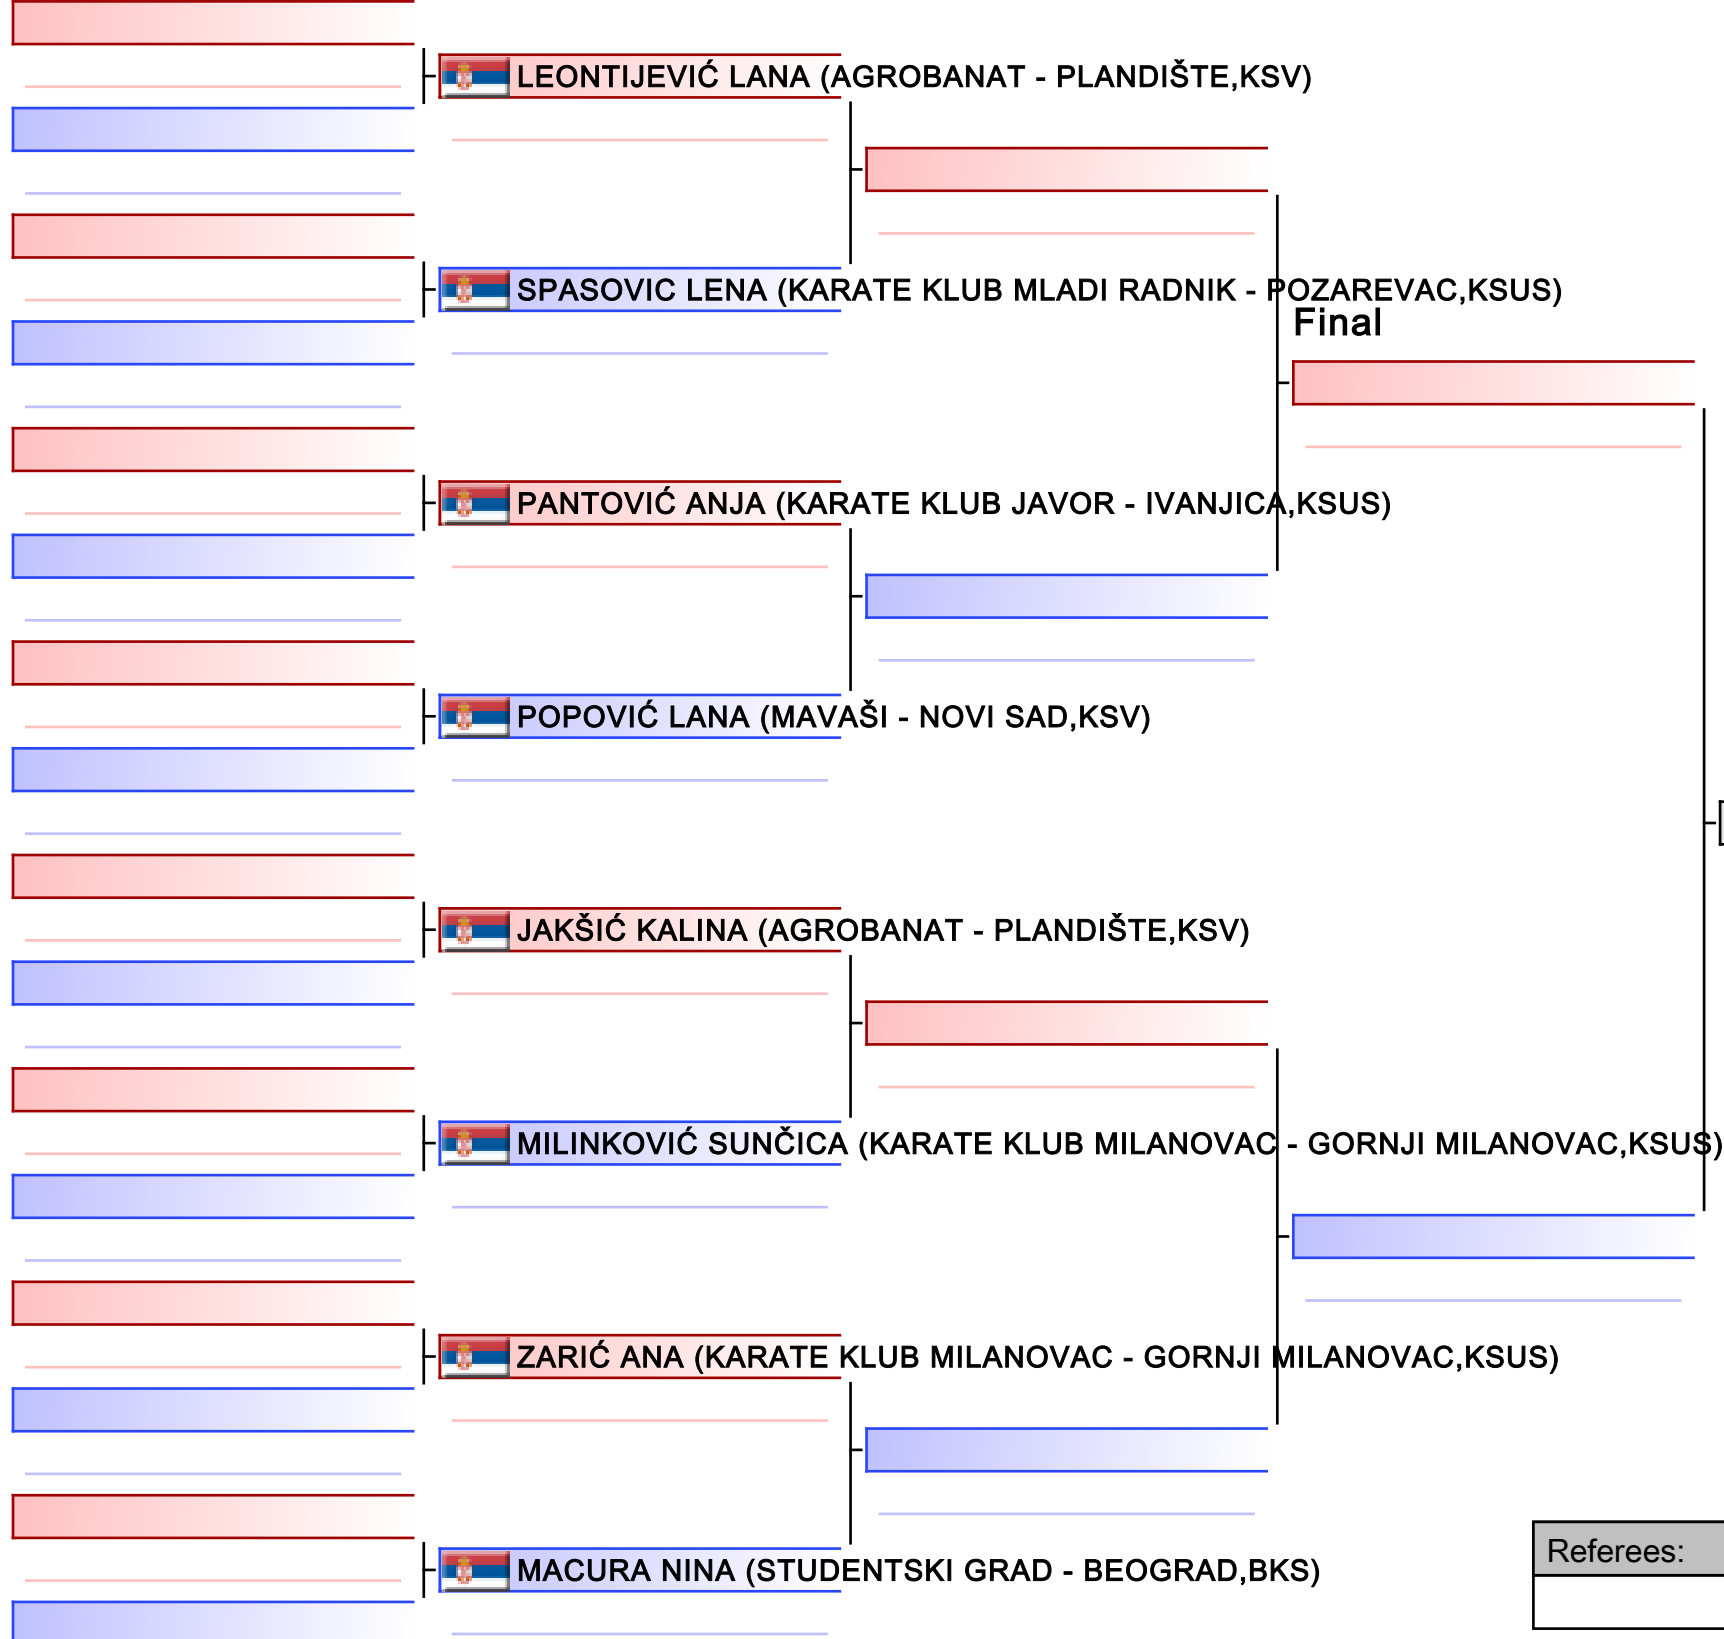 LEONTIJEVIĆ LANA (AGROBANAT - PLANDIŠTE,KSV)
SPASOVIC LENA (KARATE KLUB MLADI RADNIK - POZAREVAC,KSUS)
Final
PANTOVIĆ ANJA (KARATE KLUB JAVOR - IVANJICA,KSUS)
POPOVIĆ LANA (MAVAŠI - NOVI SAD,KSV)
JAKŠIĆ KALINA (AGROBANAT - PLANDIŠTE,KSV)
MILINKOVIĆ SUNČICA (KARATE KLUB MILANOVAC - GORNJI MILANOVAC,KSUS)
ZARIĆ ANA (KARATE KLUB MILANOVAC - GORNJI MILANOVAC,KSUS)
MACURA NINA (STUDENTSKI GRAD - BEOGRAD,BKS)
Referees: